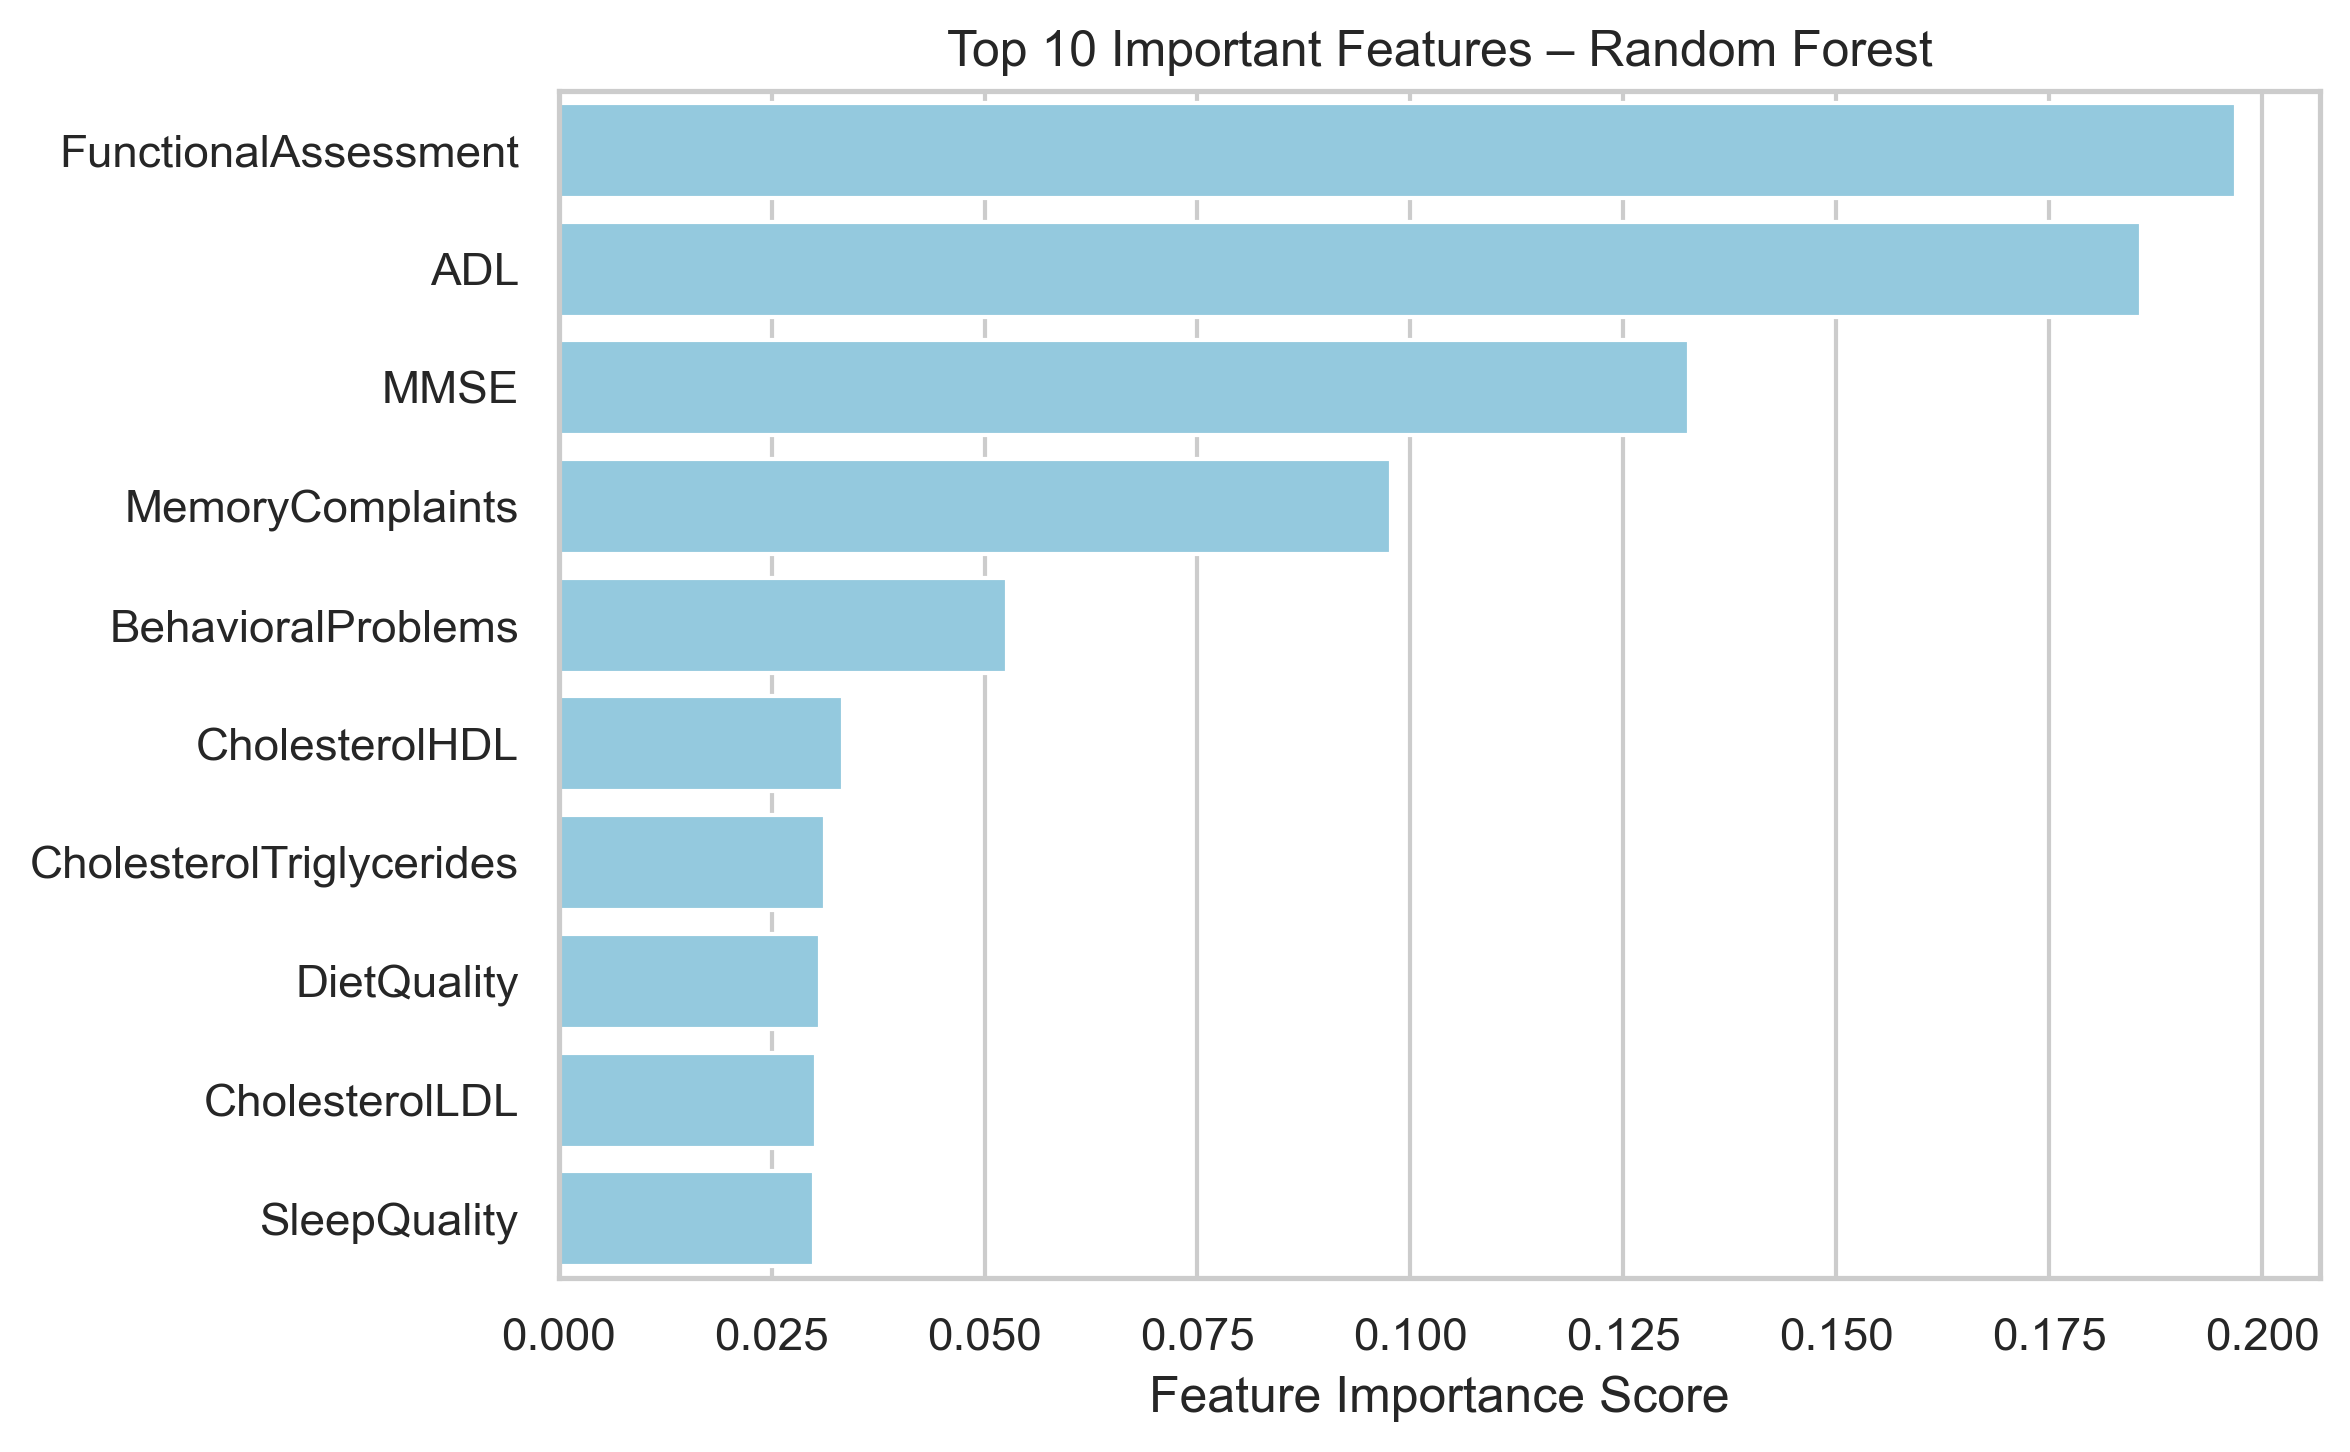 Top 10 Important Features – Random Forest
FunctionalAssessment
ADL
MMSE
MemoryComplaints
BehavioralProblems
CholesterolHDL
CholesterolTriglycerides
DietQuality
CholesterolLDL
SleepQuality
0.000 0.025 0.050 0.075 0.100 0.125 0.150 0.175 0.200
Feature Importance Score